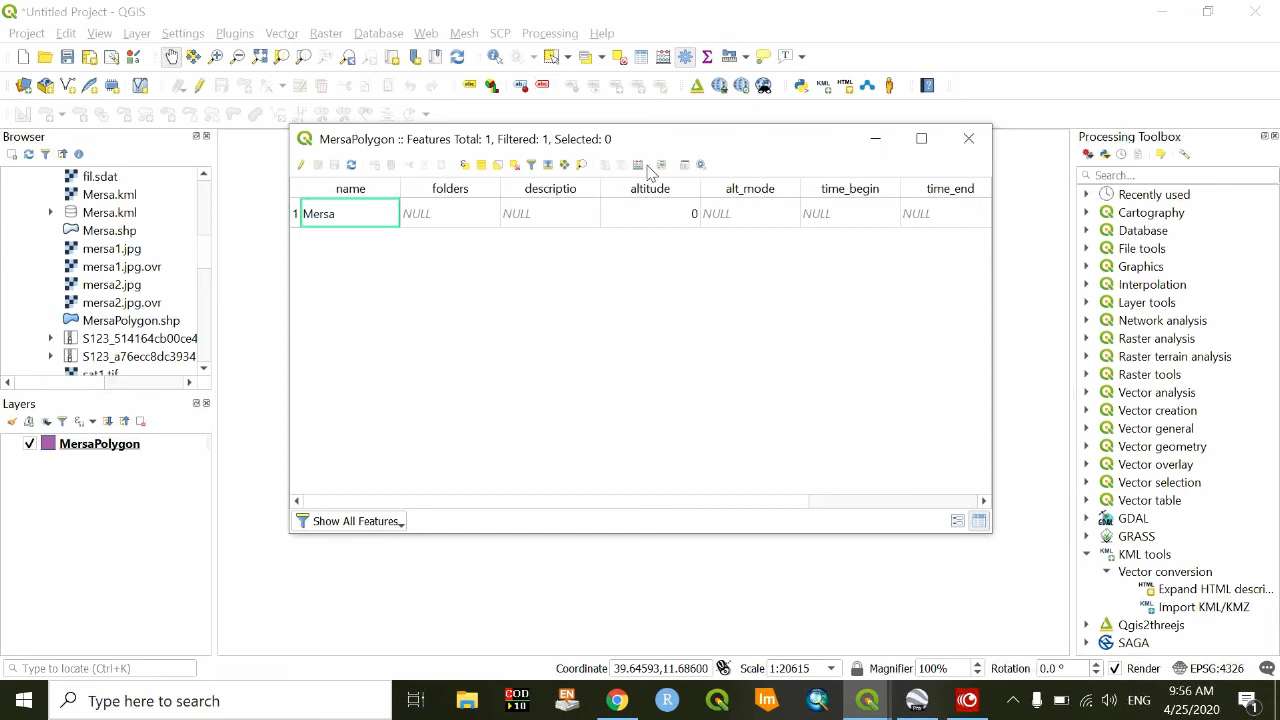 *Untitled Project - QGIS
Project Edit View Layer Settings Plugins Vector Raster Database Web Mesh SCP Processing Help
Browser
fil.sdat
Mersa.kml
Mersa.kml
Mersa.shp
mersa1.jpg
mersa1.jpg.ovr
mersa2.jpg
mersa2.jpg.ovr
MersaPolygon.shp
S123_514164cb00ce4
S123_a76ecc8dc3934
sat1.tif
Layers
MersaPolygon
MersaPolygon :: Features Total: 1, Filtered: 1, Selected: 0
name folders descriptio altitude alt_mode time_begin time_end
1 Mersa NULL NULL 0 NULL NULL NULL
Show All Features
Processing Toolbox
Search...
Recently used
Cartography
Database
File tools
Graphics
Interpolation
Layer tools
Network analysis
Raster analysis
Raster terrain analysis
Raster tools
Vector analysis
Vector creation
Vector general
Vector geometry
Vector overlay
Vector selection
Vector table
GDAL
GRASS
KML tools
Vector conversion
Expand HTML descri...
Import KML/KMZ
Qgis2threejs
SAGA
Type to locate (Ctrl+K)
Coordinate 39.64593,11.68600 Scale 1:20615 Magnifier 100% Rotation 0.0 ° Render EPSG:4326
Type here to search
ENG
9:56 AM
4/25/2020